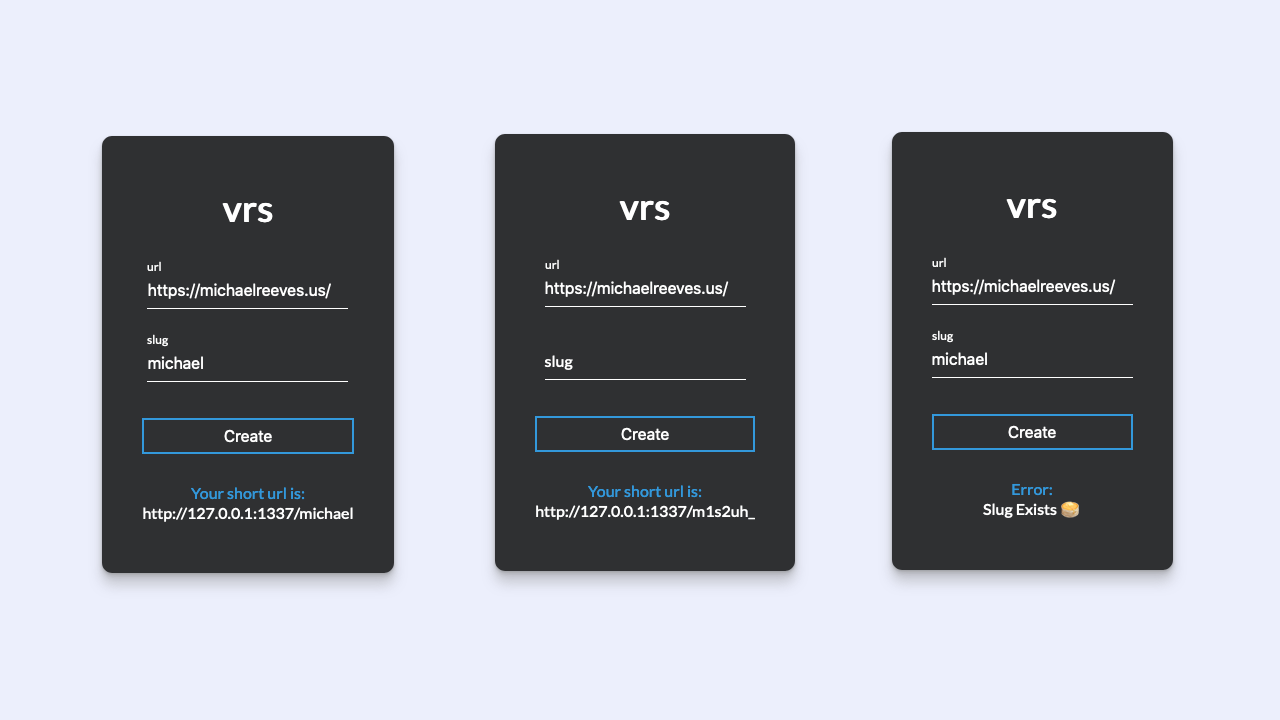 vrs
url
https://michaelreeves.us/
slug
michael
Create
Your short url is:
http://127.0.0.1:1337/michael
vrs
url
https://michaelreeves.us/
slug
Create
Your short url is:
http://127.0.0.1:1337/m1s2uh_
vrs
url
https://michaelreeves.us/
slug
michael
Create
Error:
Slug Exists 🥞